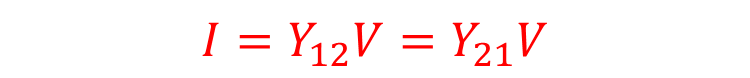 I = Y₁₂V = Y₂₁V